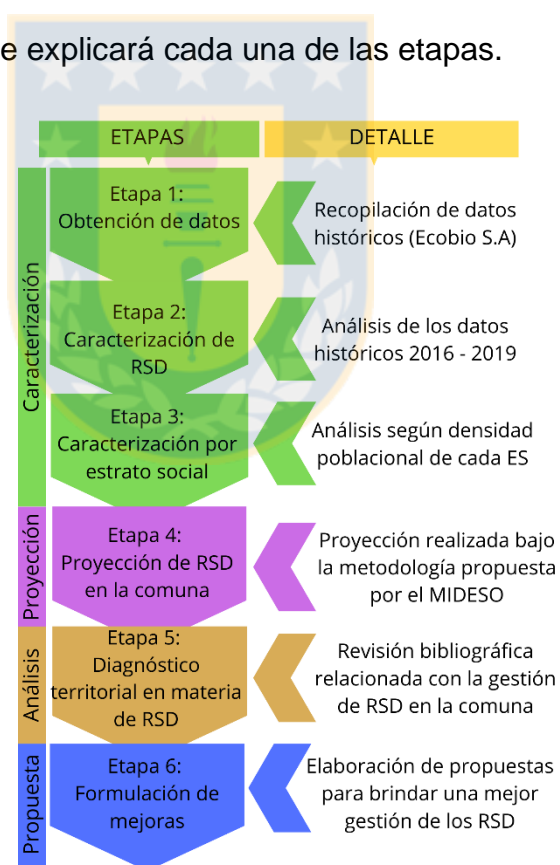 e explicará cada una de las etapas.
ETAPAS
DETALLE
Caracterización
Etapa 1:
Obtención de datos
Recopilación de datos
históricos (Ecobio S.A)
Etapa 2:
Caracterización de
RSD
Análisis de los datos
históricos 2016 - 2019
Etapa 3:
Caracterización por
estrato social
Análisis según densidad
poblacional de cada ES
Proyección
Etapa 4:
Proyección de RSD
en la comuna
Proyección realizada bajo
la metodología propuesta
por el MIDESO
Análisis
Etapa 5:
Diagnóstico
territorial en materia
de RSD
Revisión bibliográfica
relacionada con la gestión
de RSD en la comuna
Propuesta
Etapa 6:
Formulación de
mejoras
Elaboración de propuestas
para brindar una mejor
gestión de los RSD